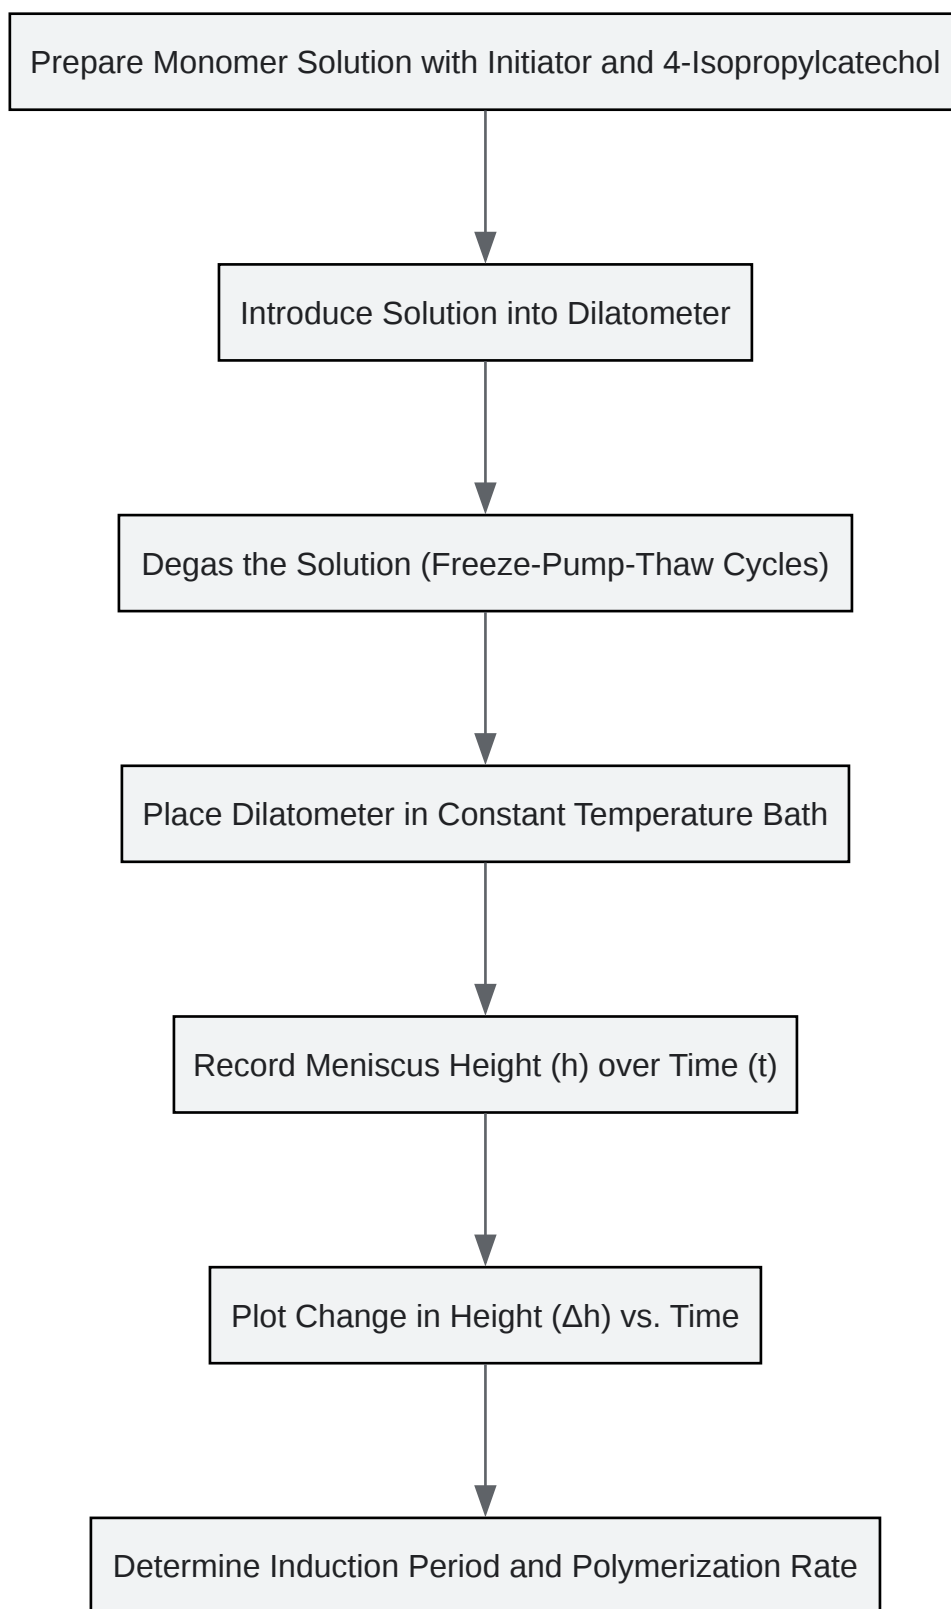 Prepare Monomer Solution with Initiator and 4-Isopropylcatechol
Introduce Solution into Dilatometer
Degas the Solution (Freeze-Pump-Thaw Cycles)
Place Dilatometer in Constant Temperature Bath
Record Meniscus Height (h) over Time (t)
Plot Change in Height (Δh) vs. Time
Determine Induction Period and Polymerization Rate